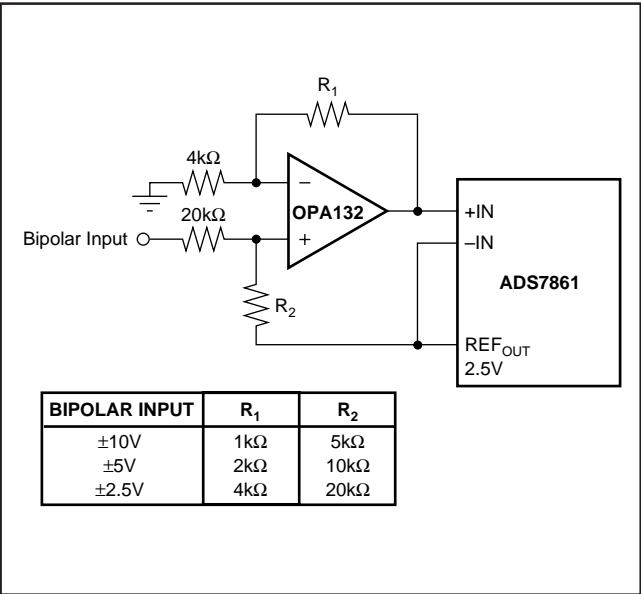 R1
4kΩ
–
OPA132
+IN
20kΩ
Bipolar Input
+
–IN
ADS7861
R2
REFOUT
2.5V
BIPOLAR INPUT R1 R2
±10V 1kΩ 5kΩ
±5V 2kΩ 10kΩ
±2.5V 4kΩ 20kΩ